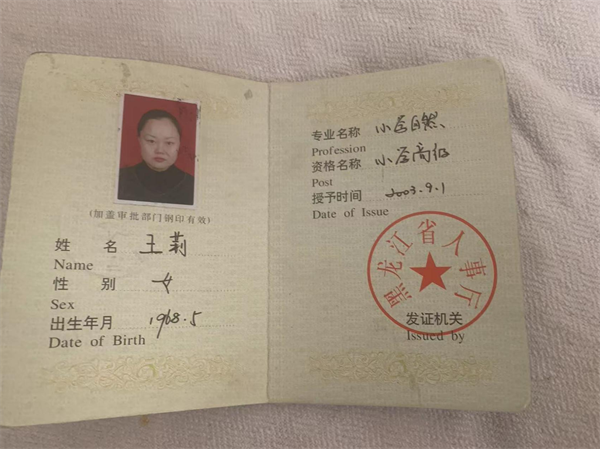 (加盖审批部门钢印有效)
姓 名 王莉
Name
性 别 女
Sex
出生年月 1968.5
Date of Birth
专业名称 小学自然
Profession
资格名称 小学高级
Post
授予时间 2003.9.1
Date of Issue
黑龙江省人事厅
发证机关
Issued by